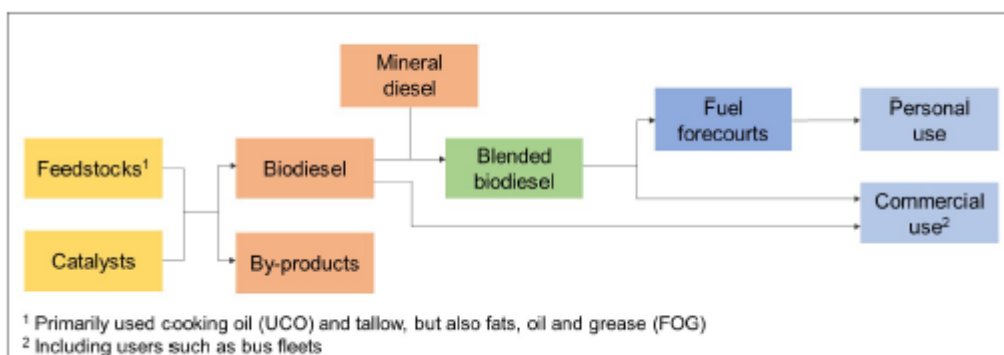 Mineral
diesel
Fuel
forecourts
Personal
use
Feedstocks¹
Biodiesel
Blended
biodiesel
Commercial
use²
Catalysts
By-products
¹ Primarily used cooking oil (UCO) and tallow, but also fats, oil and grease (FOG)
² Including users such as bus fleets